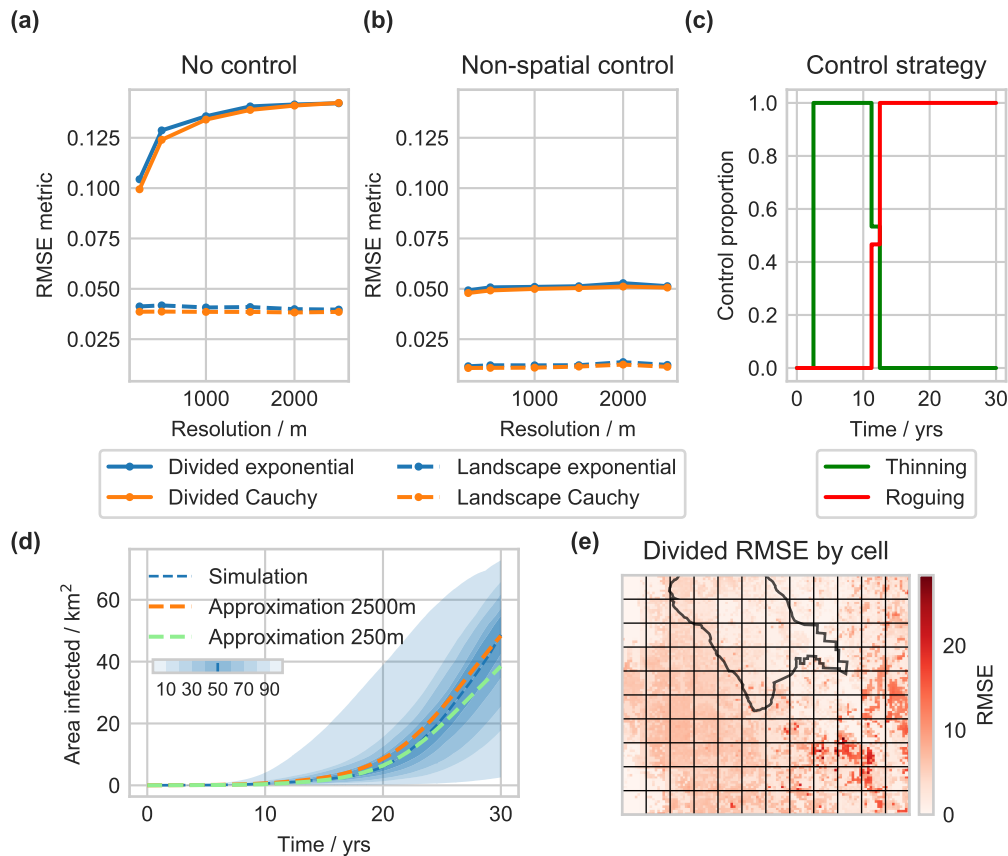 (a)
No control
RMSE metric
0.125
0.100
0.075
0.050
0.025
1000
2000
Resolution / m
(b)
Non-spatial control
RMSE metric
0.125
0.100
0.075
0.050
0.025
1000
2000
Resolution / m
(c)
Control strategy
Control proportion
1.0
0.8
0.6
0.4
0.2
0.0
0
10
20
30
Time / yrs
Divided exponential
Divided Cauchy
Landscape exponential
Landscape Cauchy
Thinning
Roguing
(d)
Area infected / km²
60
40
20
0
Simulation
Approximation 2500m
Approximation 250m
10 30 50 70 90
0
10
20
30
Time / yrs
(e)
Divided RMSE by cell
20
10
0
RMSE